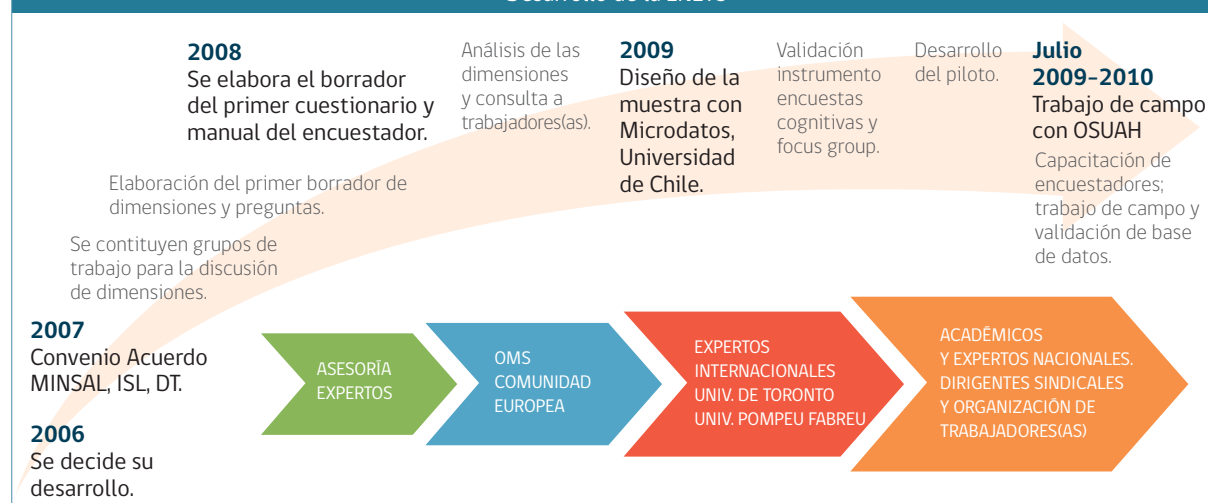 2008
Se elabora el borrador
del primer cuestionario y
manual del encuestador.
Análisis de las
dimensiones
y consulta a
trabajadores(as).
2009
Diseño de la
muestra con
Microdatos,
Universidad
de Chile.
Validación
instrumento
encuestas
cognitivas y
focus group.
Desarrollo
del piloto.
Julio
2009-2010
Trabajo de campo
con OSUAH
Capacitación de
encuestadores;
trabajo de campo y
validación de base
de datos.
Elaboración del primer borrador de
dimensiones y preguntas.
Se contituyen grupos de
trabajo para la discusión
de dimensiones.
2007
Convenio Acuerdo
MINSAL, ISL, DT.
2006
Se decide su
desarrollo.
ASESORÍA
EXPERTOS
OMS
COMUNIDAD
EUROPEA
EXPERTOS
INTERNACIONALES
UNIV. DE TORONTO
UNIV. POMPEU FABREU
ACADÉMICOS
Y EXPERTOS NACIONALES.
DIRIGENTES SINDICALES
Y ORGANIZACIÓN DE
TRABAJADORES(AS)